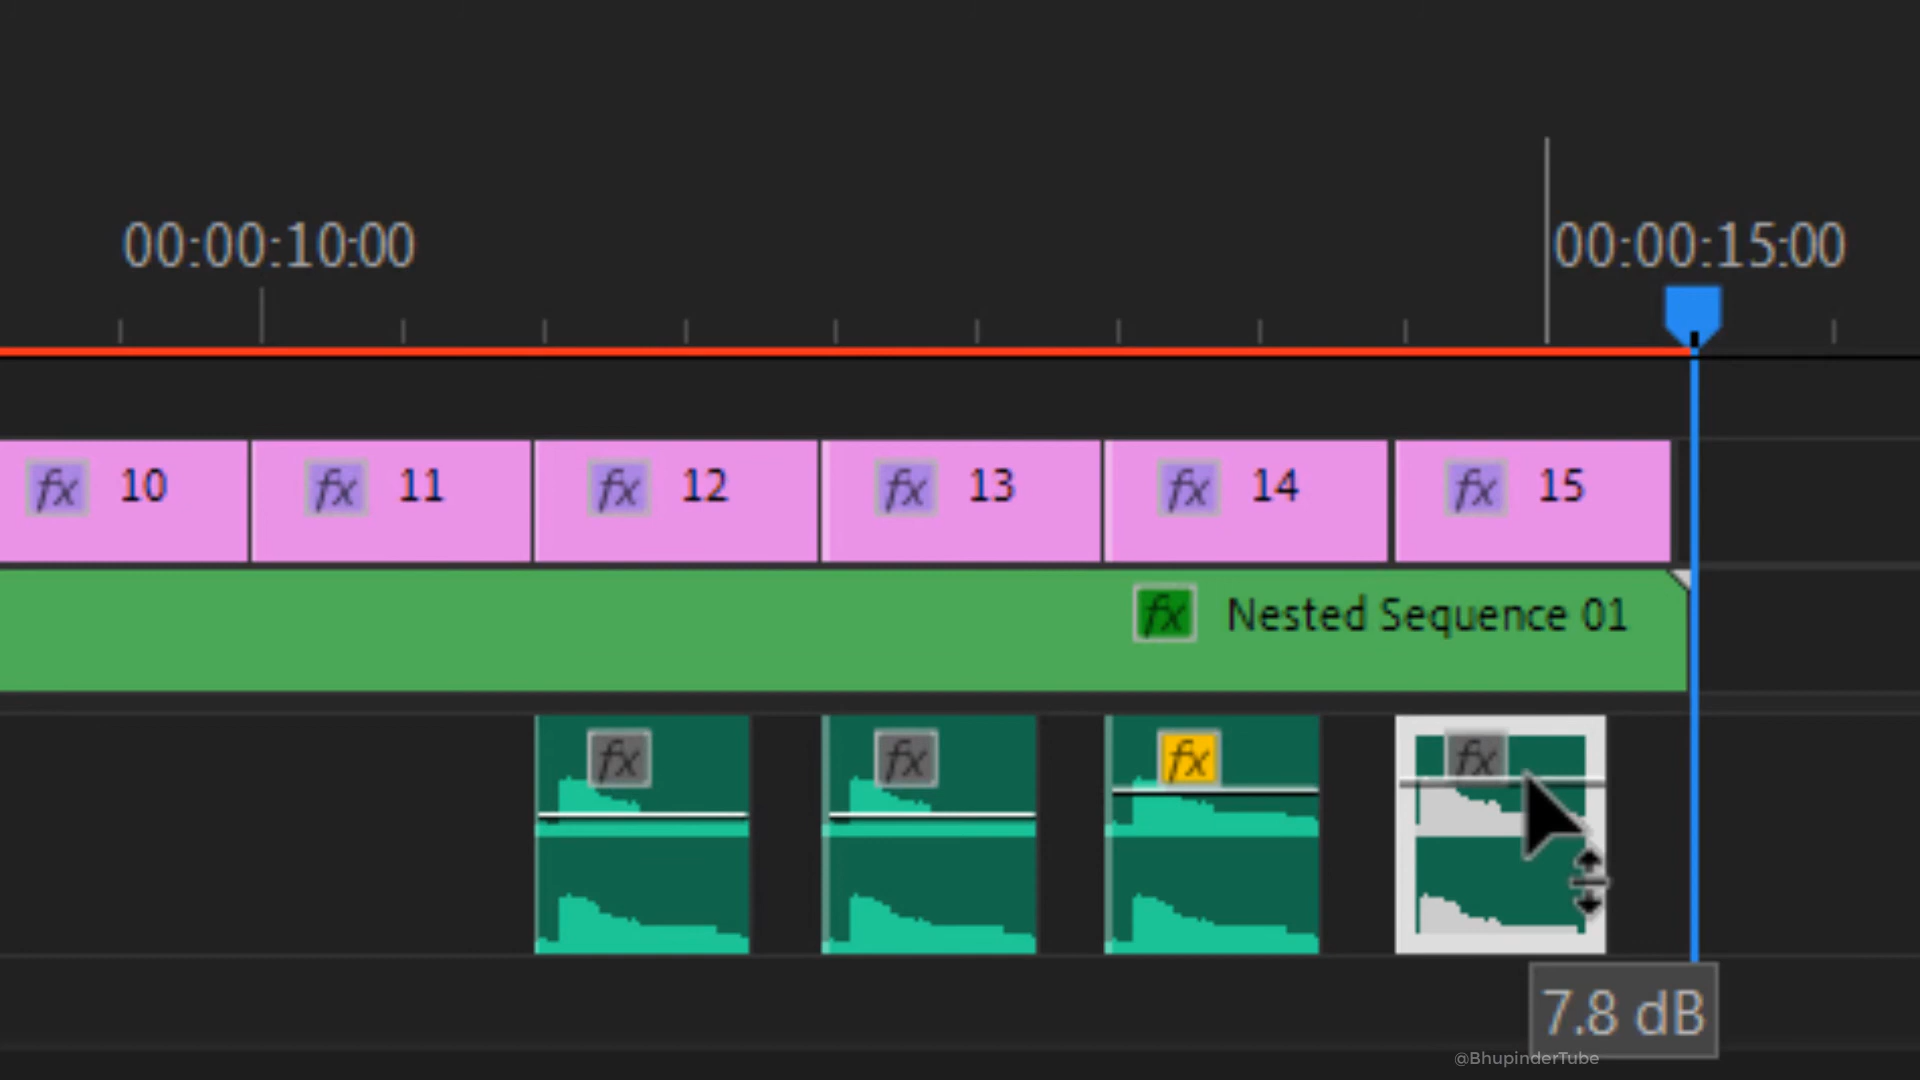 00:00:10:00 00:00:15:00
fx 10 fx 11 fx 12 fx 13 fx 14 fx 15
fx Nested Sequence 01
fx fx fx fx
7.8 dB
@BhupinderTube